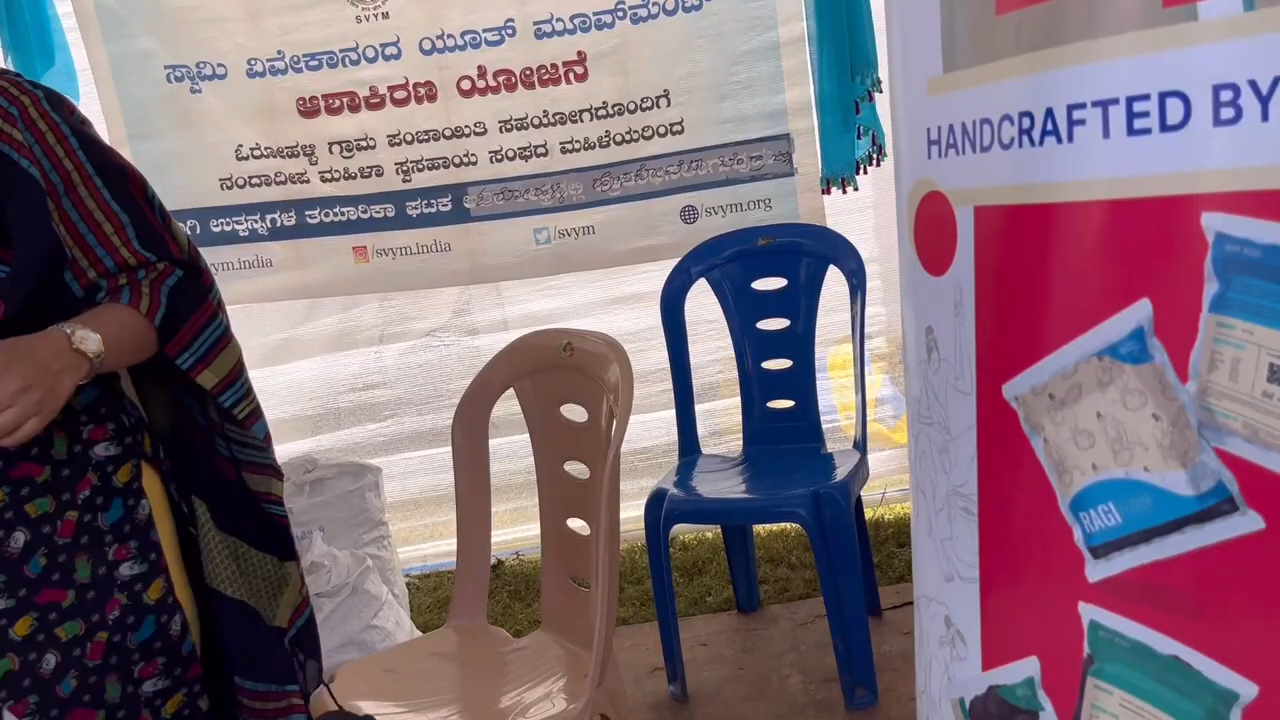 SVYM
ಸ್ವಾಮಿ ವಿವೇಕಾನಂದ ಯೂತ್ ಮೂವ್‌ಮೆಂಟ್
ಆಶಾಕಿರಣ ಯೋಜನೆ
ಓರೋಹಳ್ಳಿ ಗ್ರಾಮ ಪಂಚಾಯಿತಿ ಸಹಯೋಗದೊಂದಿಗೆ
ನಂದಾದೀಪ ಮಹಿಳಾ ಸ್ವಸಹಾಯ ಸಂಘದ ಮಹಿಳೆಯರಿಂದ
ಉತ್ಪನ್ನಗಳ ತಯಾರಿಕಾ ಘಟಕ
ym.india
/svym.india
/svym
/svym.org
HANDCRAFTED BY
RAGI